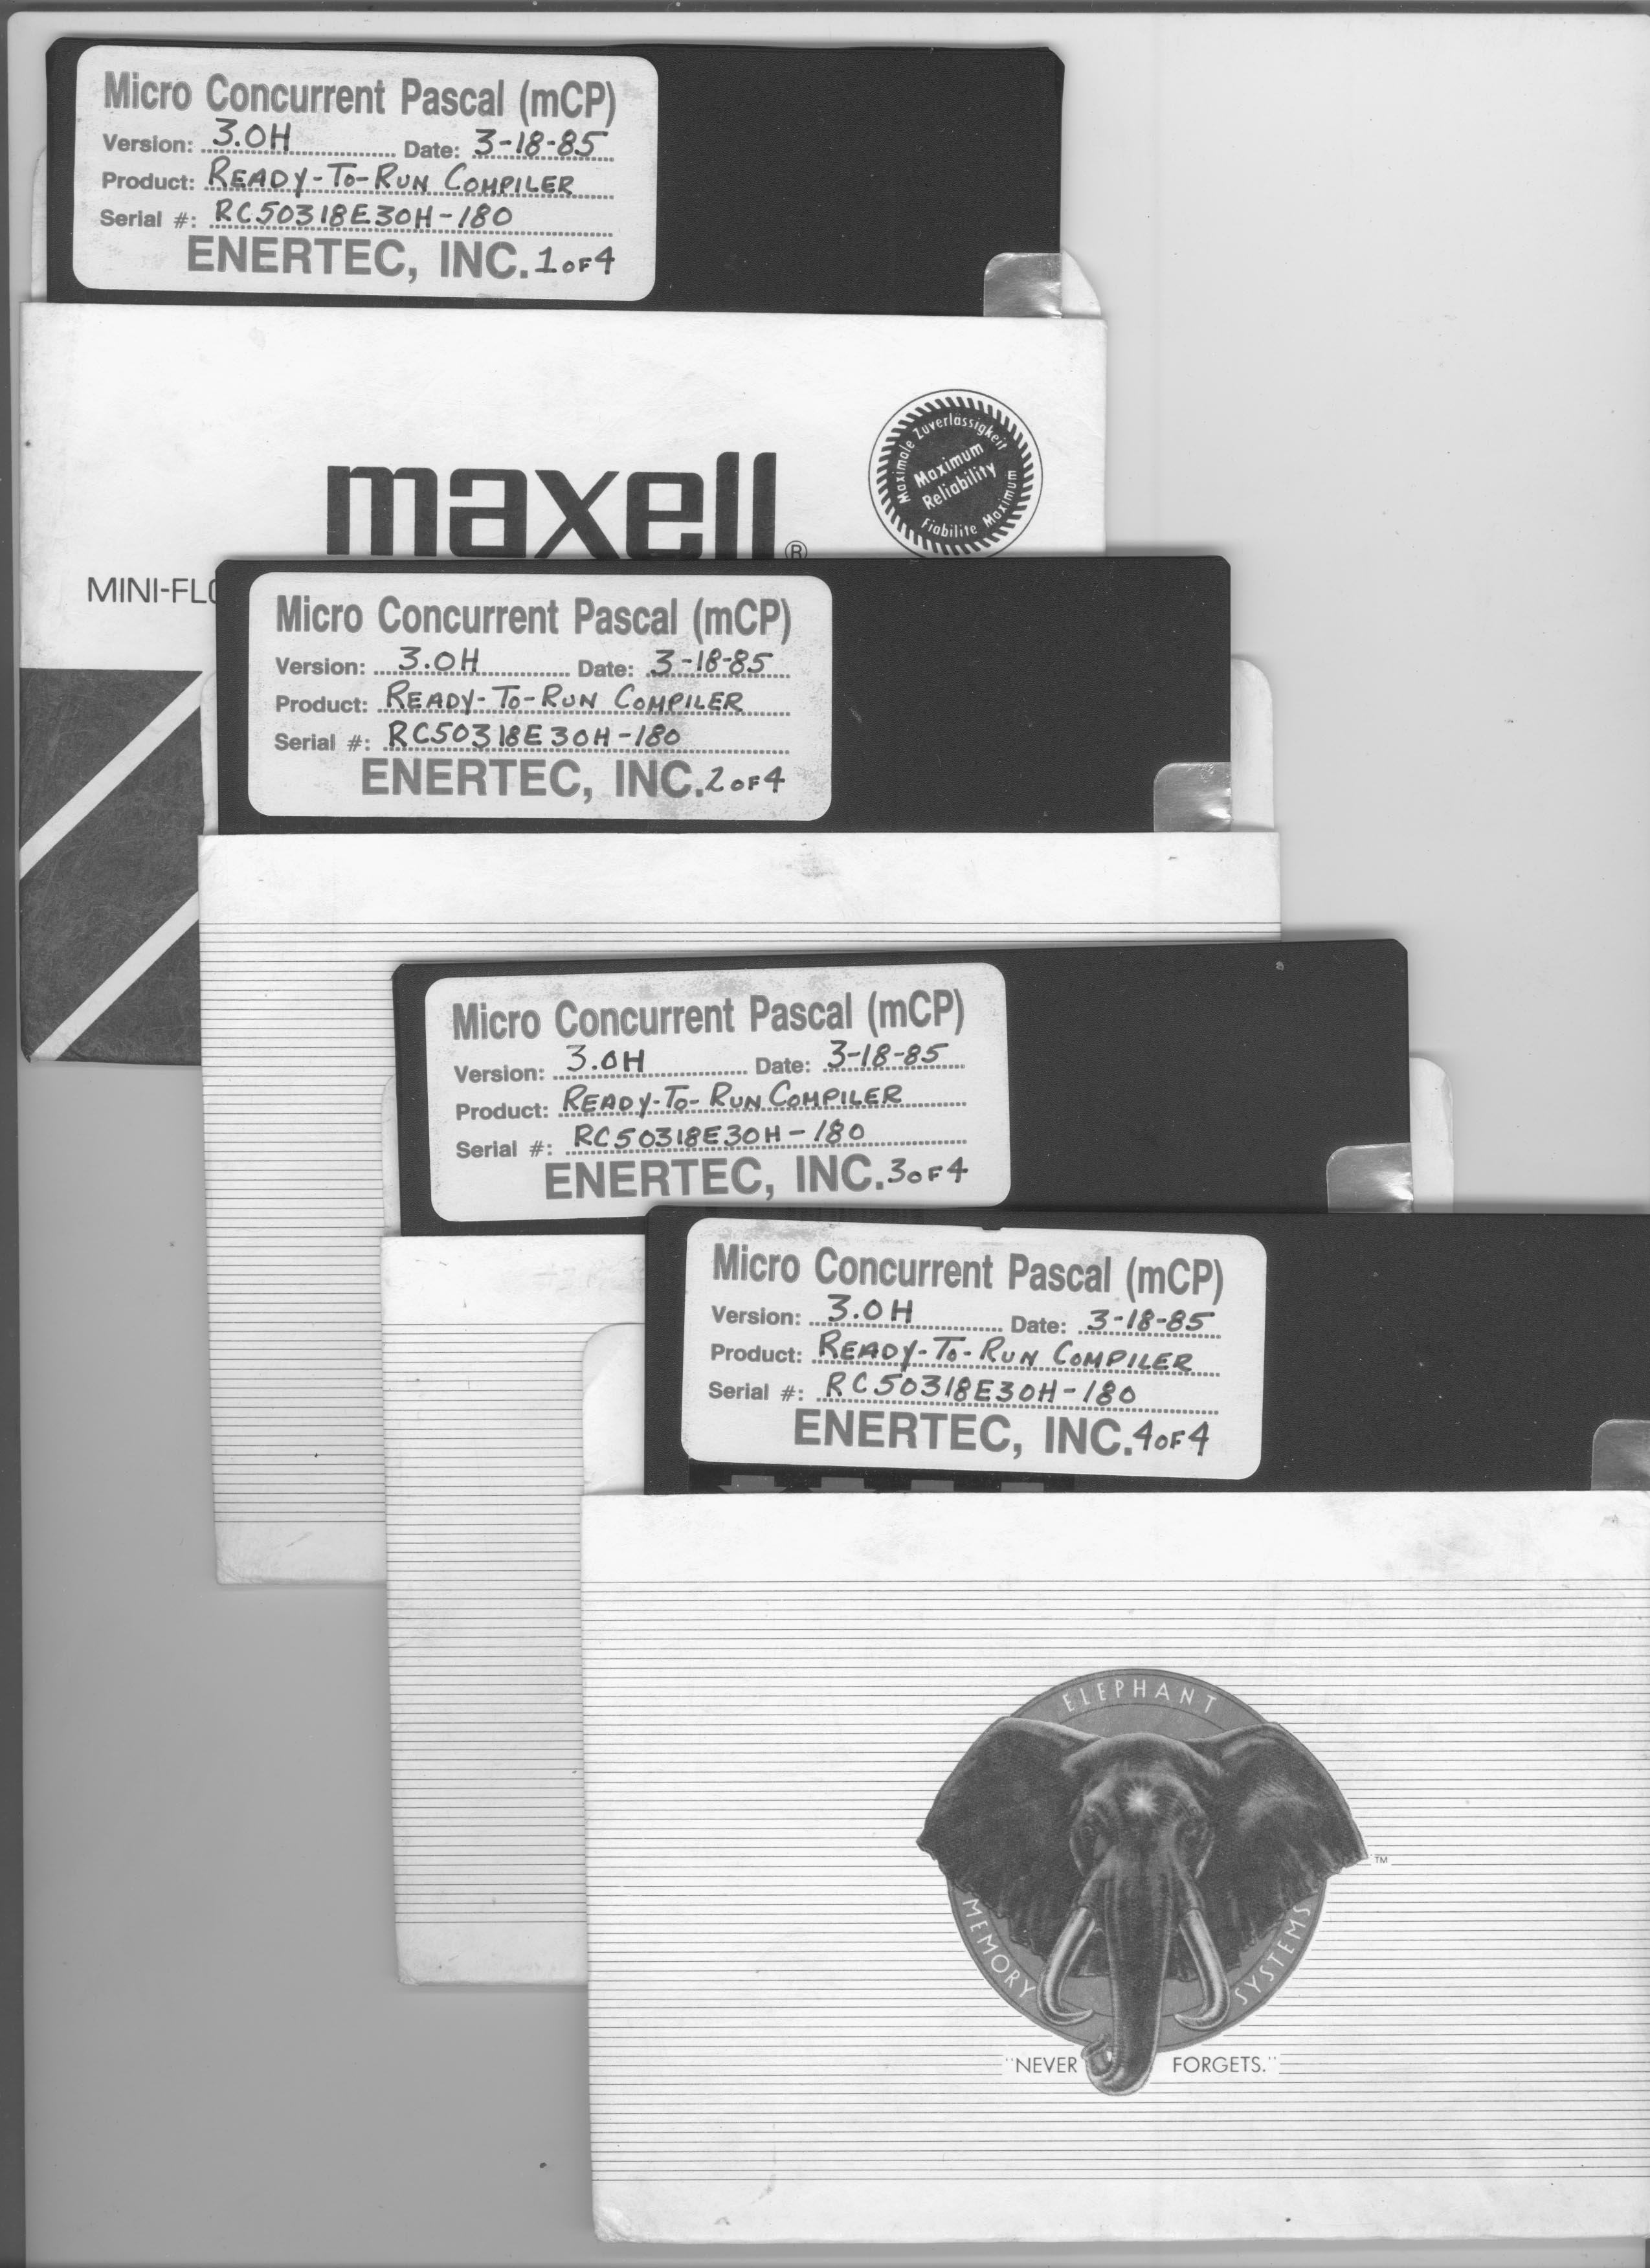 Micro Concurrent Pascal (mCP)
Version: 3.0H Date: 3-18-85
Product: READY-TO-RUN COMPILER
Serial #: RC50318E30H-180
ENERTEC, INC. 1 OF 4
maxell ®
Maximale Zuverlässigkeit
Maximum
Reliability
Fiabilite Maximum
MINI-FLO
Micro Concurrent Pascal (mCP)
Version: 3.0H Date: 3-18-85
Product: READY-TO-RUN COMPILER
Serial #: RC50318E30H-180
ENERTEC, INC. 2 OF 4
Micro Concurrent Pascal (mCP)
Version: 3.0H Date: 3-18-85
Product: READY-TO-RUN COMPILER
Serial #: RC50318E30H-180
ENERTEC, INC. 3 OF 4
Micro Concurrent Pascal (mCP)
Version: 3.0H Date: 3-18-85
Product: READY-TO-RUN COMPILER
Serial #: RC50318E30H-180
ENERTEC, INC. 4 OF 4
ELEPHANT
MEMORY SYSTEMS
TM
"NEVER FORGETS."